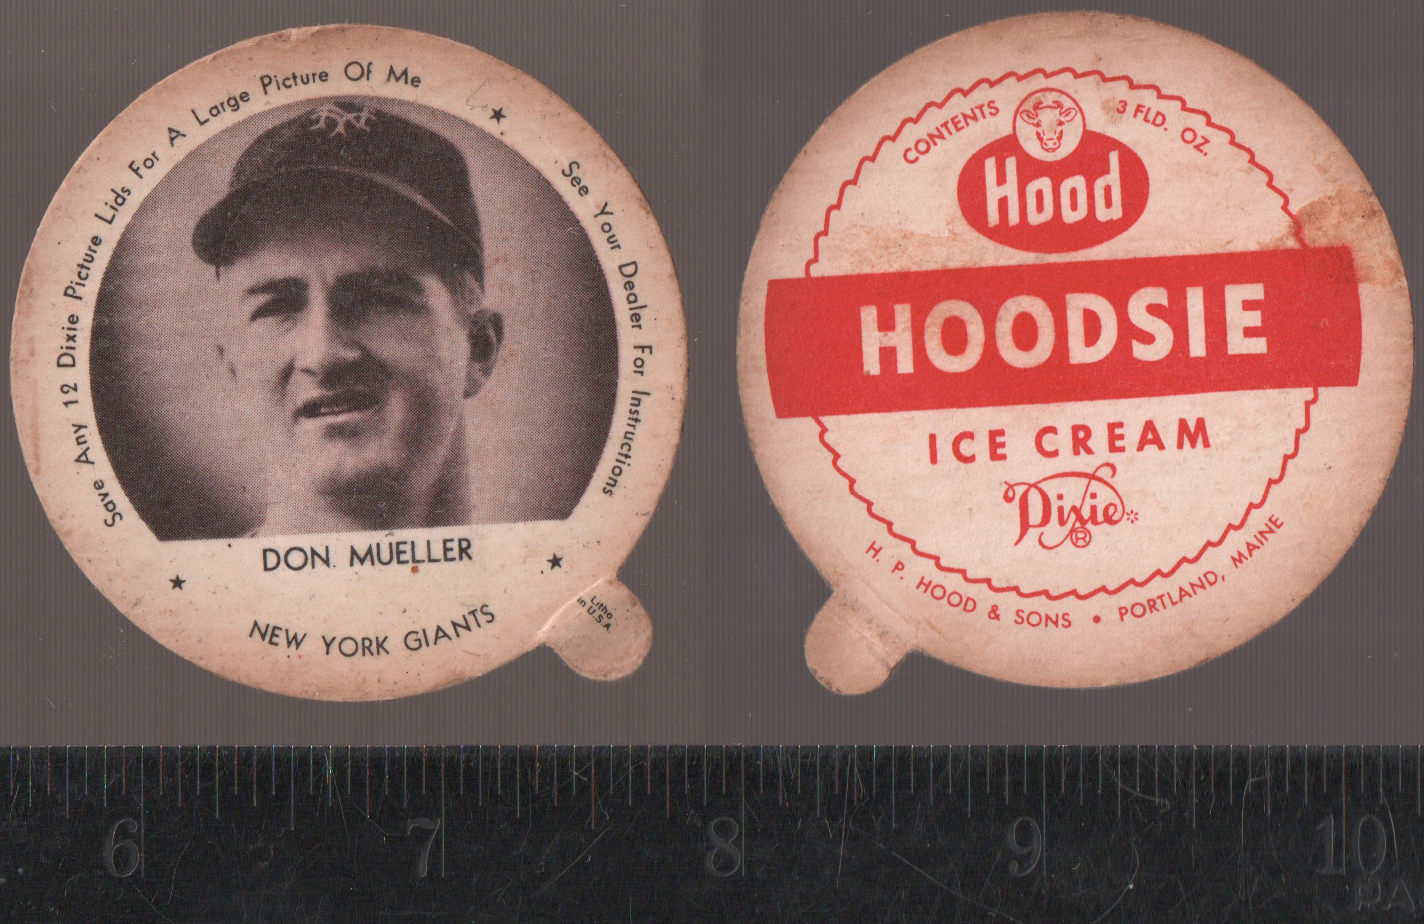 Save Any 12 Dixie Picture Lids For A Large Picture Of Me ★
See Your Dealer For Instructions
DON MUELLER
★ ★
NEW YORK GIANTS
Litho
in U.S.A.
CONTENTS 3 FLD. OZ.
Hood
HOODSIE
ICE CREAM
Dixie*
®
H. P. HOOD & SONS • PORTLAND, MAINE
6 7 8 9 10